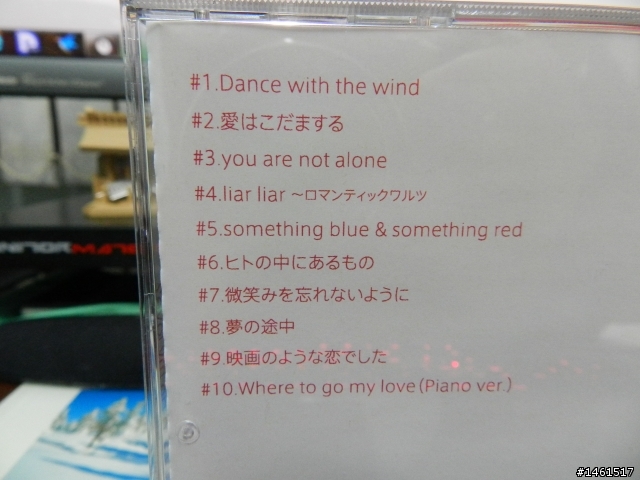 #1.Dance with the wind
#2.愛はこだまする
#3.you are not alone
#4.liar liar ～ロマンティックワルツ
#5.something blue & something red
#6.ヒトの中にあるもの
#7.微笑みを忘れないように
#8.夢の途中
#9.映画のような恋でした
#10.Where to go my love(Piano ver.)
#1461517